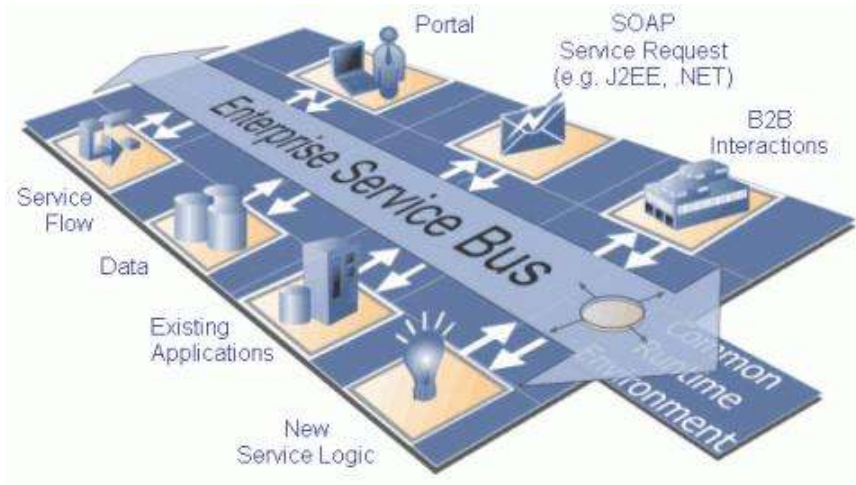 Portal
SOAP
Service Request
(e.g. J2EE, .NET)
B2B
Interactions
Enterprise Service Bus
Service
Flow
Data
Existing
Applications
New
Service Logic
Common
Runtime
Environment